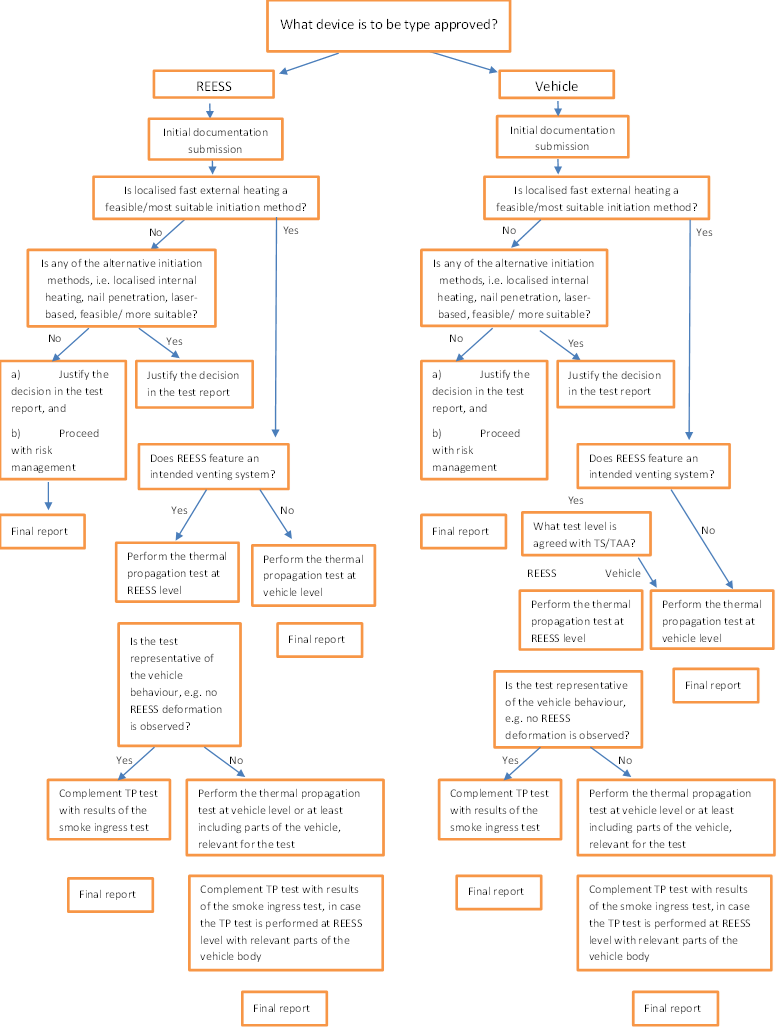 What device is to be type approved?
REESS
Initial documentation
submission
Is localised fast external heating a
feasible/most suitable initiation method?
No
Yes
Is any of the alternative initiation
methods, i.e. localised internal
heating, nail penetration, laser-
based, feasible/ more suitable?
No
Yes
a) Justify the
decision in the test
report, and
b) Proceed
with risk
management
Justify the decision
in the test report
Final report
Does REESS feature an
intended venting system?
Yes
No
Perform the thermal
propagation test at
REESS level
Perform the thermal
propagation test at
vehicle level
Final report
Is the test
representative of
the vehicle
behaviour, e.g. no
REESS deformation
is observed?
Yes
No
Complement TP test
with results of the
smoke ingress test
Final report
Perform the thermal propagation
test at vehicle level or at least
including parts of the vehicle,
relevant for the test
Complement TP test with results
of the smoke ingress test, in case
the TP test is performed at REESS
level with relevant parts of the
vehicle body
Final report
Vehicle
Initial documentation
submission
Is localised fast external heating a
feasible/most suitable initiation method?
No
Yes
Is any of the alternative initiation
methods, i.e. localised internal
heating, nail penetration, laser-
based, feasible/ more suitable?
No
Yes
a) Justify the
decision in the test
report, and
b) Proceed
with risk
management
Justify the decision
in the test report
Final report
Does REESS feature an
intended venting system?
Yes
No
What test level is
agreed with TS/TAA?
REESS
Vehicle
Perform the thermal
propagation test at
REESS level
Perform the thermal
propagation test at
vehicle level
Final report
Is the test representative
of the vehicle behaviour,
e.g. no REESS
deformation is observed?
Yes
No
Complement TP test
with results of the
smoke ingress test
Final report
Perform the thermal propagation
test at vehicle level or at least
including parts of the vehicle,
relevant for the test
Complement TP test with results
of the smoke ingress test, in case
the TP test is performed at REESS
level with relevant parts of the
vehicle body
Final report